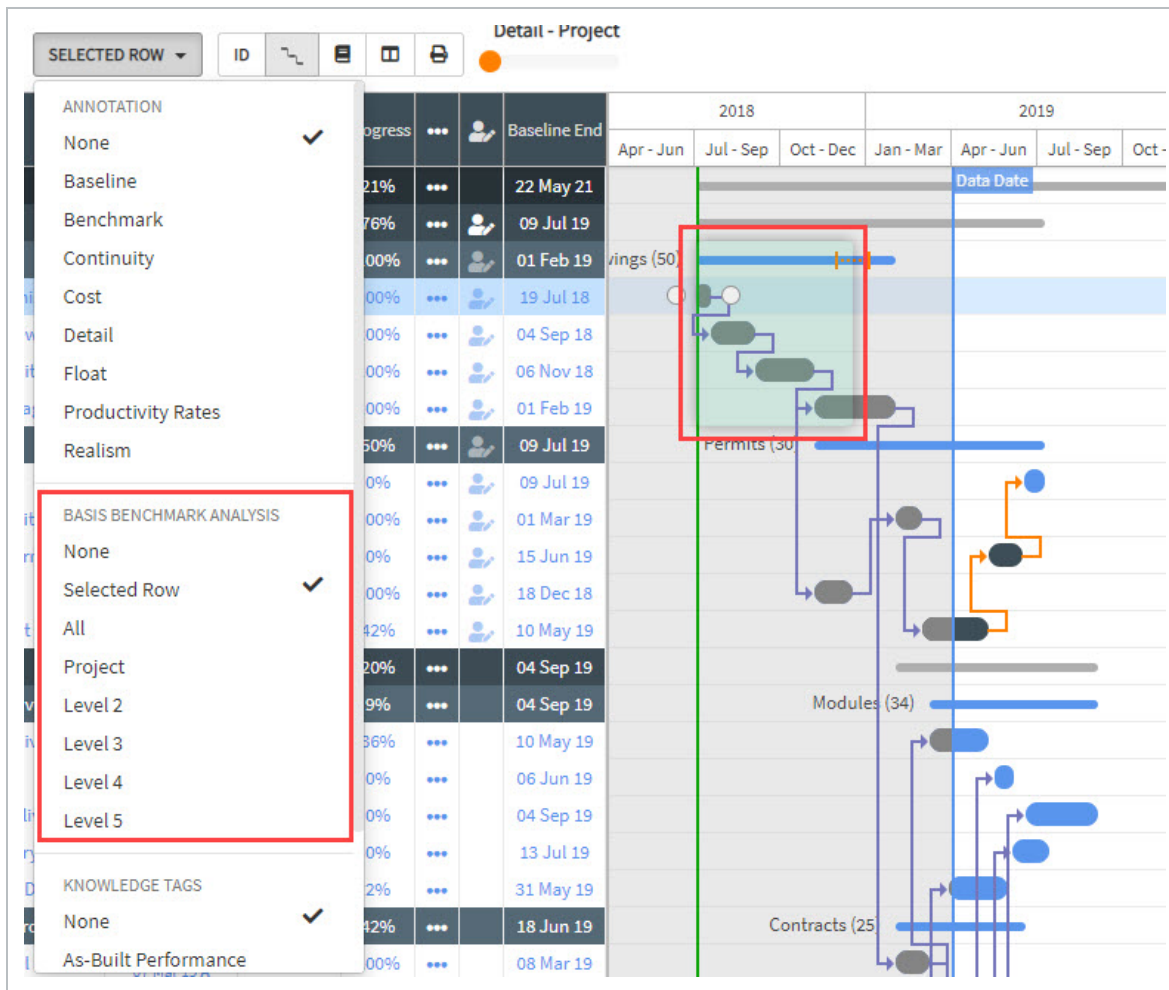 Detail - Project
SELECTED ROW
ID
ANNOTATION
None
Baseline
Benchmark
Continuity
Cost
Detail
Float
Productivity Rates
Realism
BASIS BENCHMARK ANALYSIS
None
Selected Row
All
Project
Level 2
Level 3
Level 4
Level 5
KNOWLEDGE TAGS
None
As-Built Performance
ogress ••• Baseline End
2018 2019
Apr - Jun Jul - Sep Oct - Dec Jan - Mar Apr - Jun Jul - Sep Oct -
21% ••• 22 May 21 Data Date
76% ••• 09 Jul 19
00% ••• 01 Feb 19 wings (50)
00% ••• 19 Jul 18
00% ••• 04 Sep 18
00% ••• 06 Nov 18
00% ••• 01 Feb 19
50% ••• 09 Jul 19 Permits (30)
0% ••• 09 Jul 19
00% ••• 01 Mar 19
0% ••• 15 Jun 19
00% ••• 18 Dec 18
42% ••• 10 May 19
20% ••• 04 Sep 19
9% ••• 04 Sep 19 Modules (34)
36% ••• 10 May 19
0% ••• 06 Jun 19
0% ••• 04 Sep 19
0% ••• 13 Jul 19
2% ••• 31 May 19
42% ••• 18 Jun 19 Contracts (25)
00% ••• 08 Mar 19